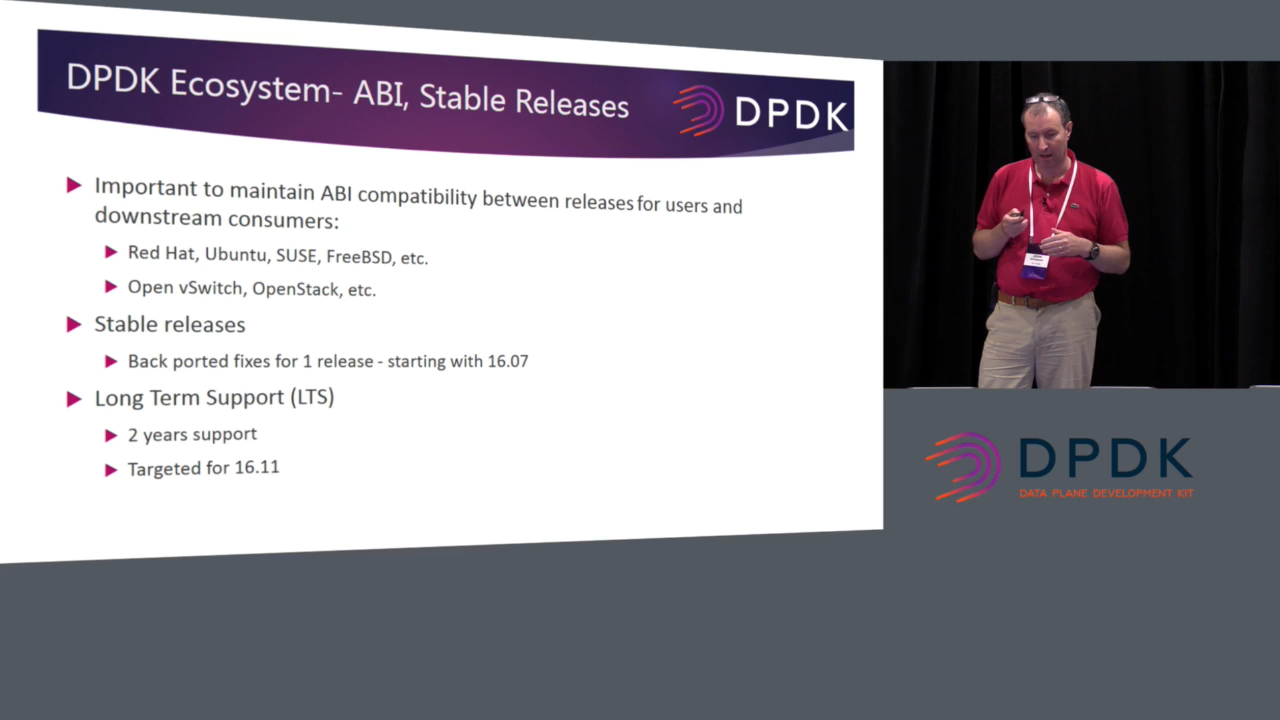 DPDK Ecosystem- ABI, Stable Releases
DPDK
Important to maintain ABI compatibility between releases for users and
downstream consumers:
Red Hat, Ubuntu, SUSE, FreeBSD, etc.
Open vSwitch, OpenStack, etc.
Stable releases
Back ported fixes for 1 release - starting with 16.07
Long Term Support (LTS)
2 years support
Targeted for 16.11
DPDK
DATA PLANE DEVELOPMENT KIT